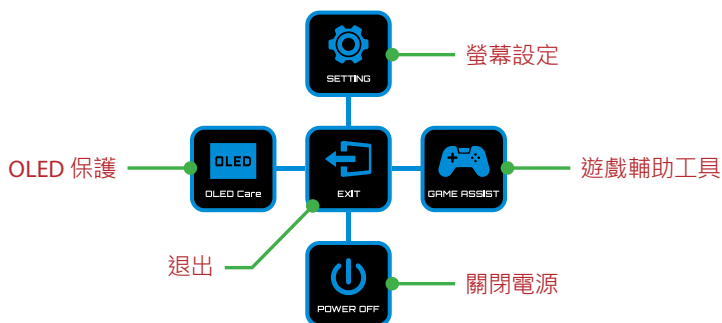 SETTING
螢幕設定
OLED 保護
OLED
OLED Care
EXIT
GAME ASSIST
遊戲輔助工具
退出
POWER OFF
關閉電源